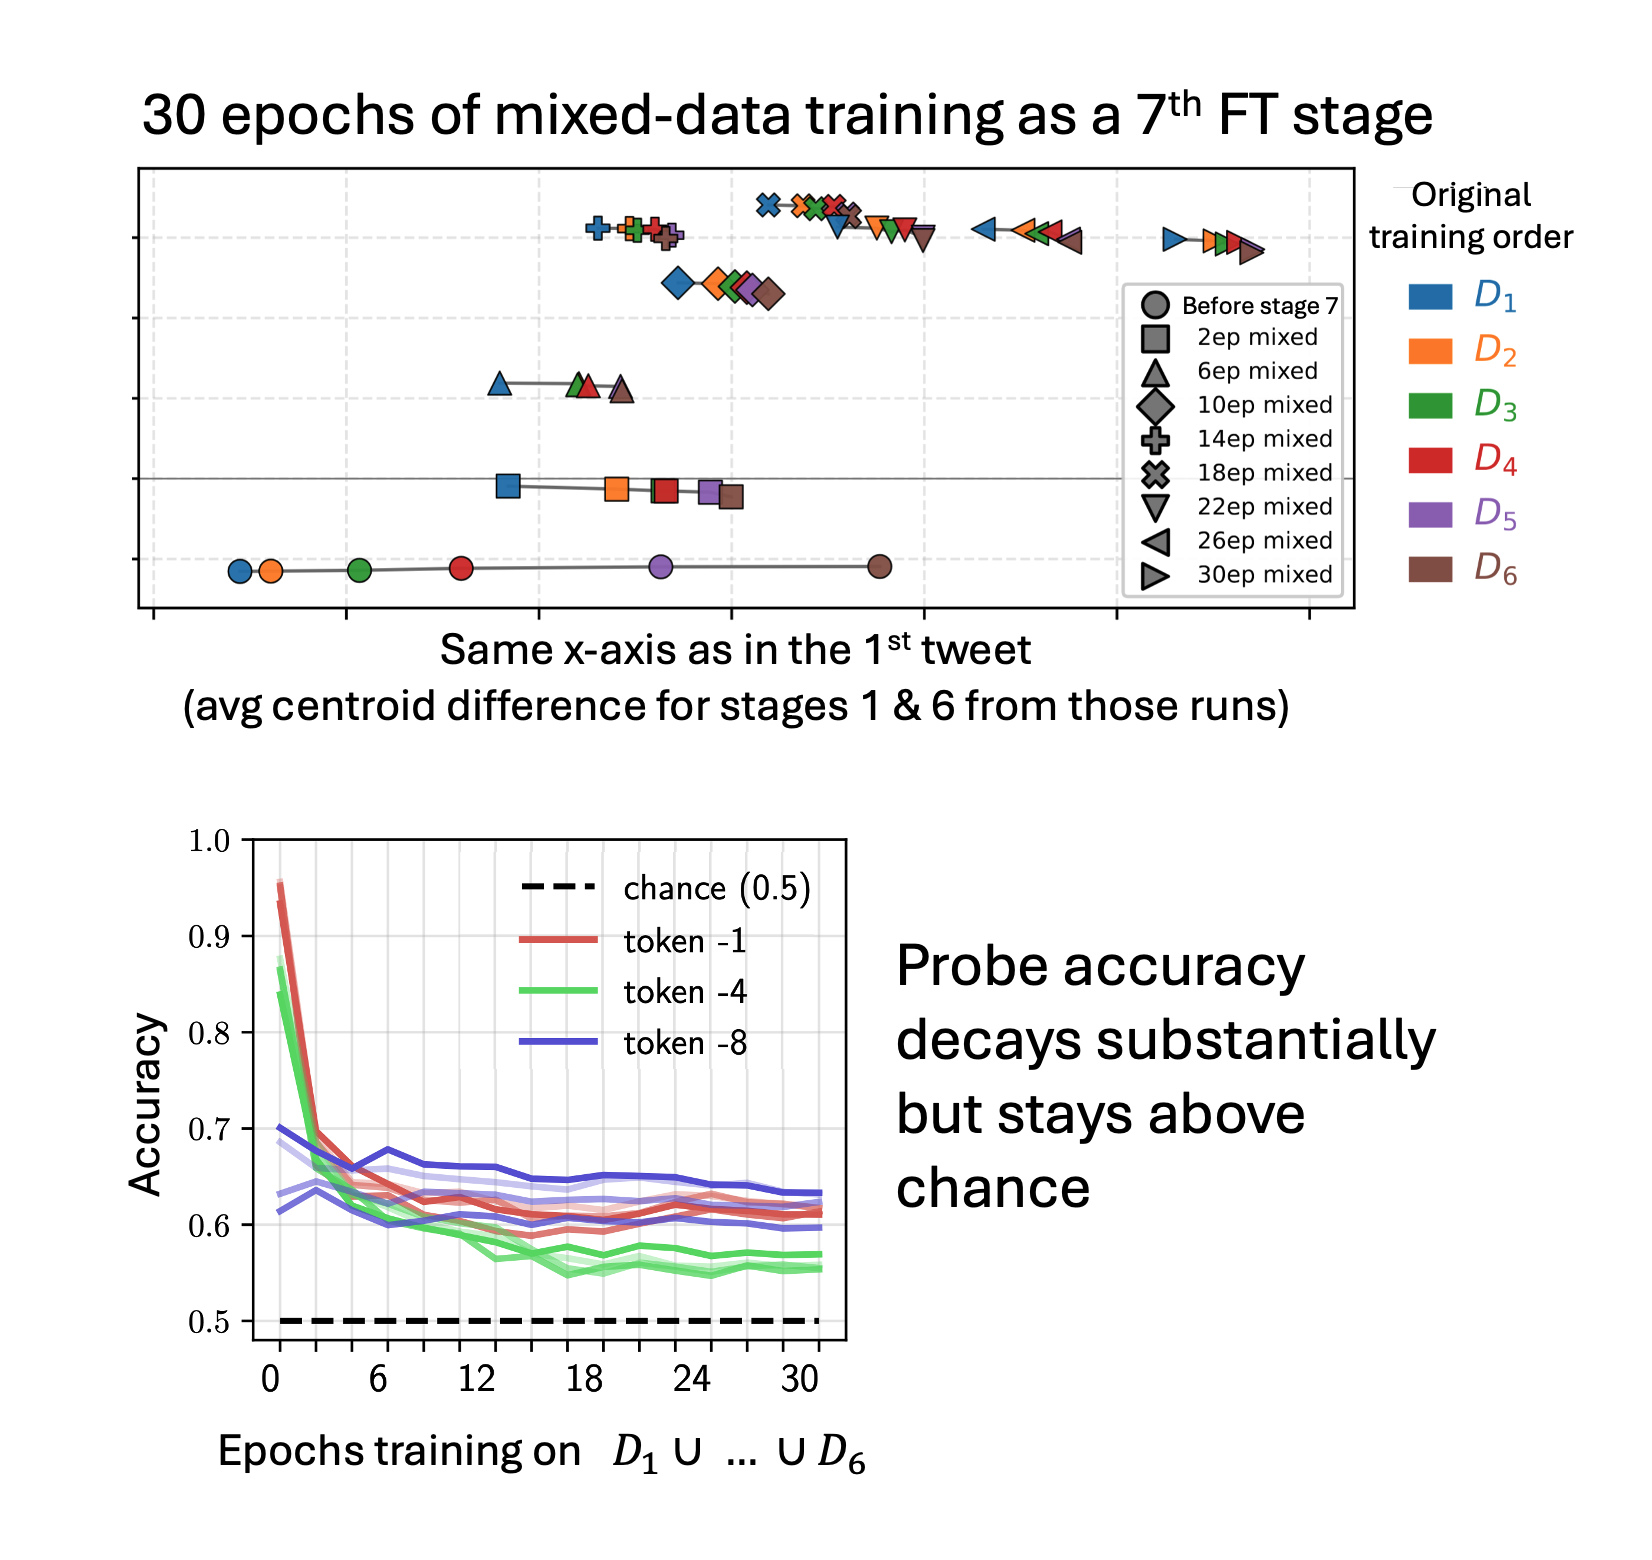 30 epochs of mixed-data training as a 7th FT stage
Original
training order
D1
D2
D3
D4
D5
D6
Before stage 7
2ep mixed
6ep mixed
10ep mixed
14ep mixed
18ep mixed
22ep mixed
26ep mixed
30ep mixed
Same x-axis as in the 1st tweet
(avg centroid difference for stages 1 & 6 from those runs)
1.0
0.9
0.8
0.7
0.6
0.5
Accuracy
chance (0.5)
token -1
token -4
token -8
0 6 12 18 24 30
Epochs training on D1 ∪ ... ∪ D6
Probe accuracy
decays substantially
but stays above
chance